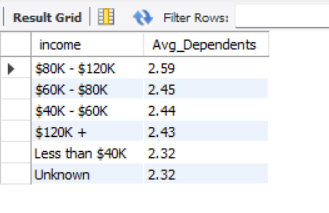 Result Grid Filter Rows:
income Avg_Dependents
$80K - $120K 2.59
$60K - $80K 2.45
$40K - $60K 2.44
$120K + 2.43
Less than $40K 2.32
Unknown 2.32